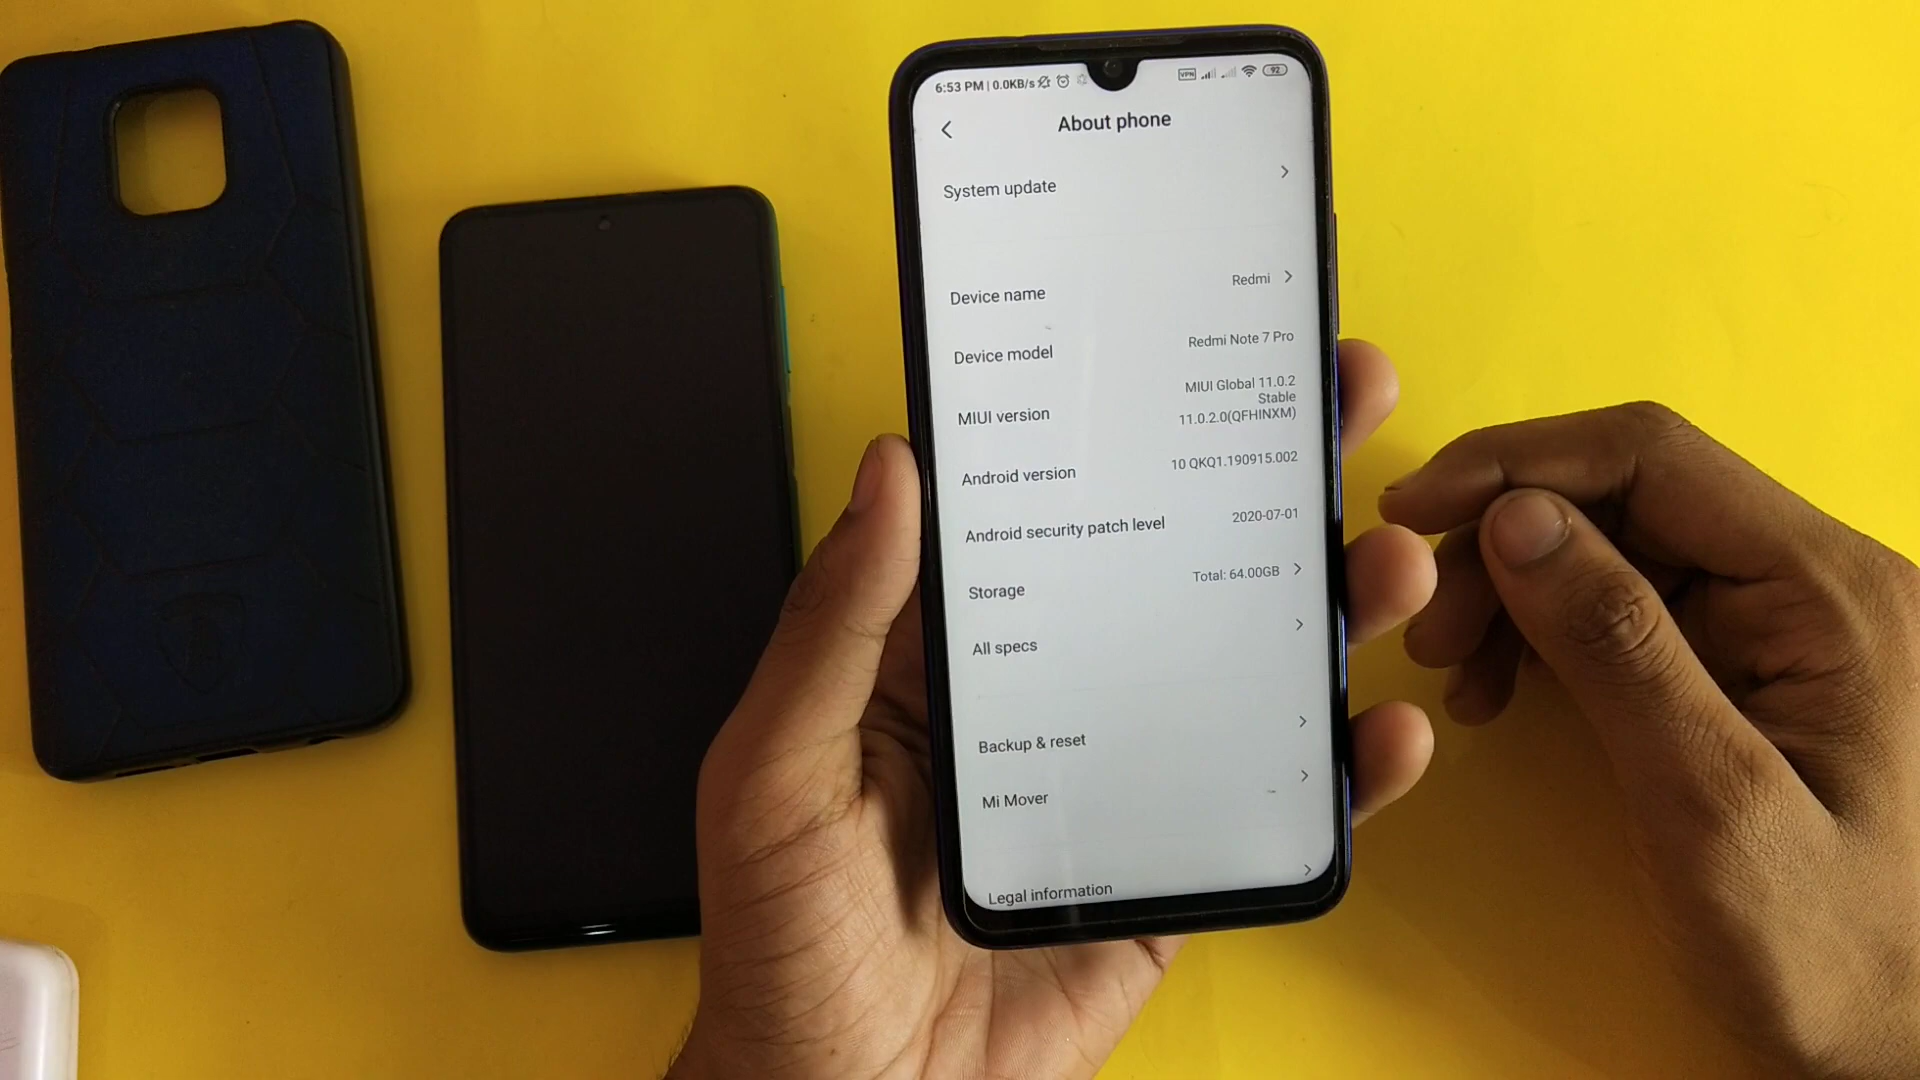 6:53 PM | 0.0KB/s
VPN
92
About phone
System update
Device name
Redmi
Device model
Redmi Note 7 Pro
MIUI version
MIUI Global 11.0.2
Stable
11.0.2.0(QFHINXM)
Android version
10 QKQ1.190915.002
Android security patch level
2020-07-01
Storage
Total: 64.00GB
All specs
Backup & reset
Mi Mover
Legal information